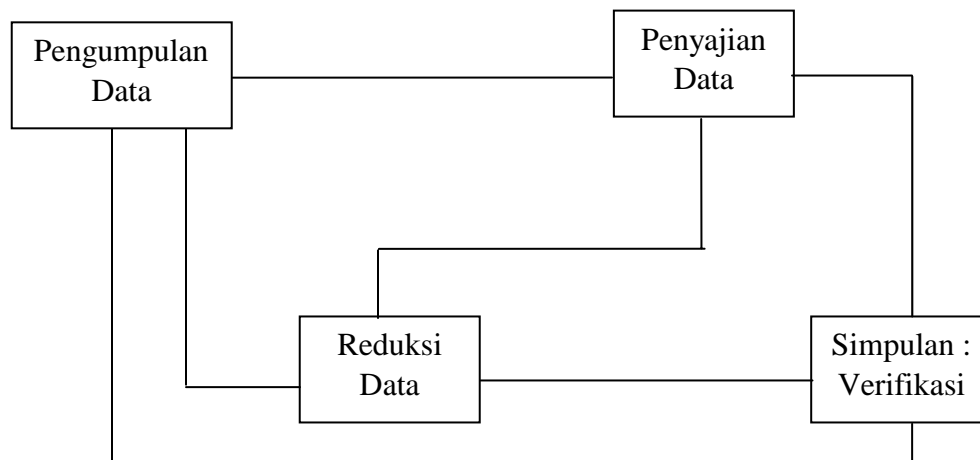 Pengumpulan
Data
Penyajian
Data
Reduksi
Data
Simpulan :
Verifikasi